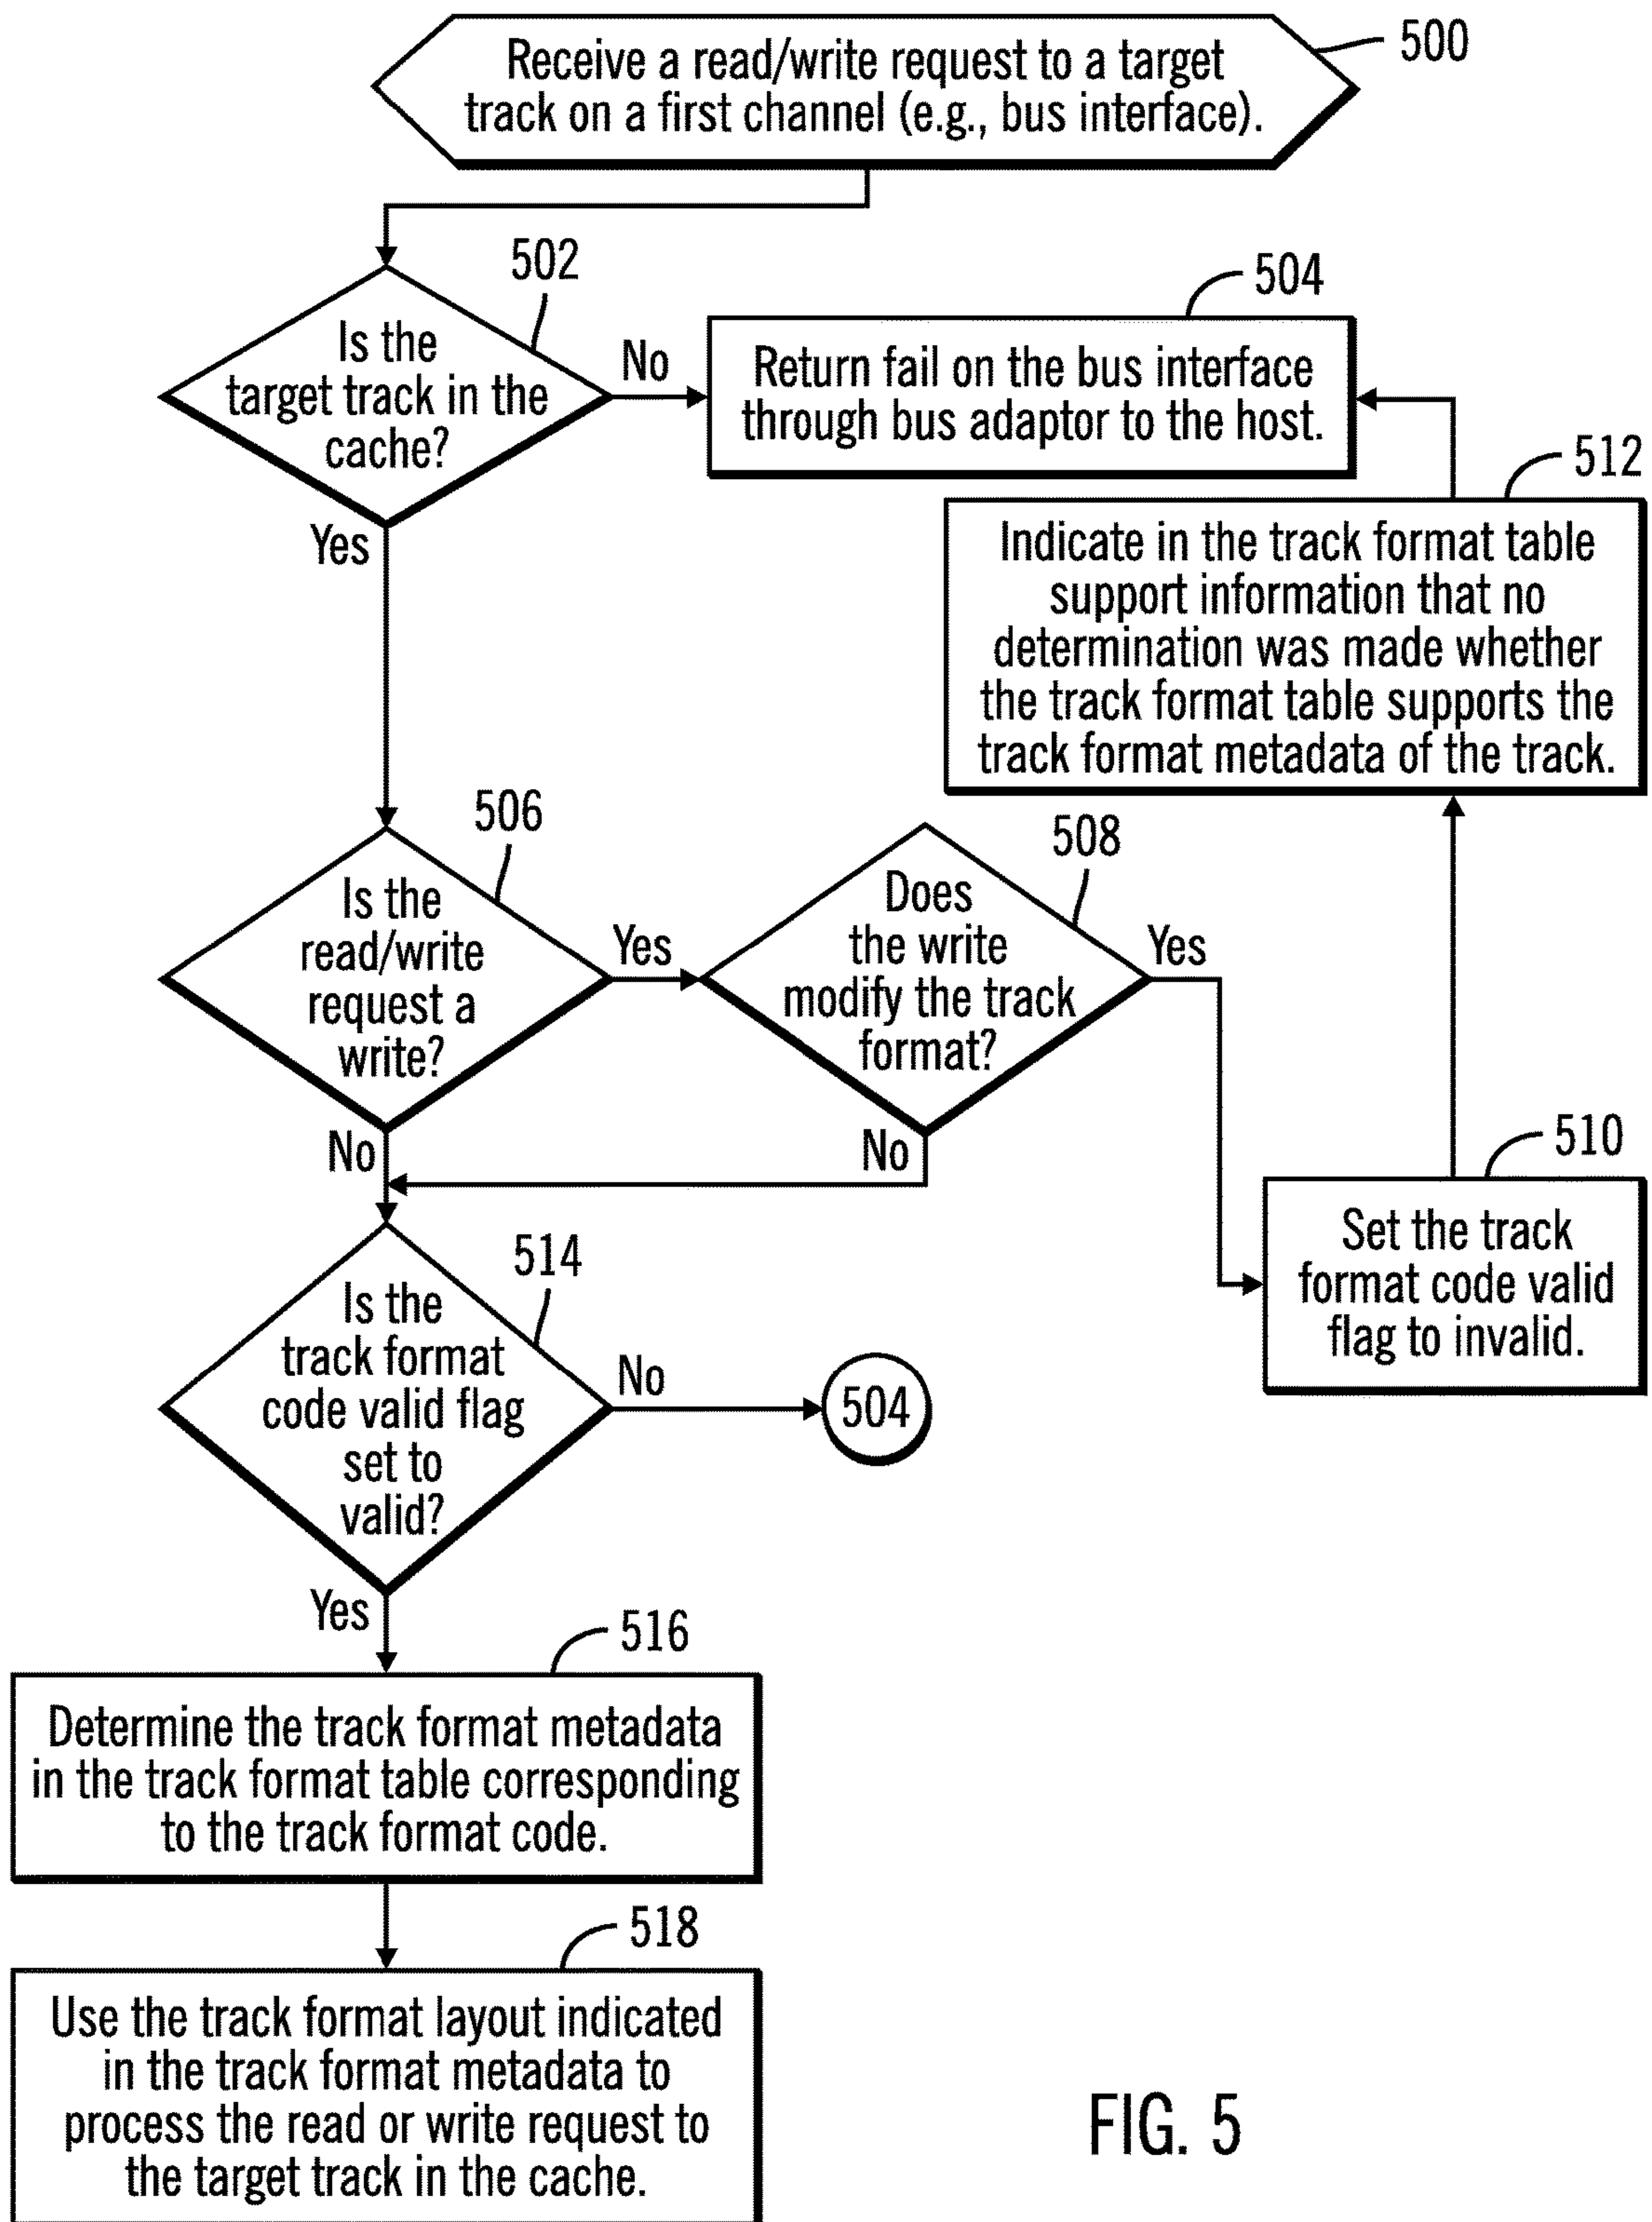 500
Receive a read/write request to a target
track on a first channel (e.g., bus interface).
502
Is the
target track in the
cache?
No
Yes
504
Return fail on the bus interface
through bus adaptor to the host.
512
Indicate in the track format table
support information that no
determination was made whether
the track format table supports the
track format metadata of the track.
506
Is the
read/write
request a
write?
Yes
No
508
Does
the write
modify the track
format?
Yes
No
510
Set the track
format code valid
flag to invalid.
514
Is the
track format
code valid flag
set to
valid?
No
504
Yes
516
Determine the track format metadata
in the track format table corresponding
to the track format code.
518
Use the track format layout indicated
in the track format metadata to
process the read or write request to
the target track in the cache.
FIG. 5